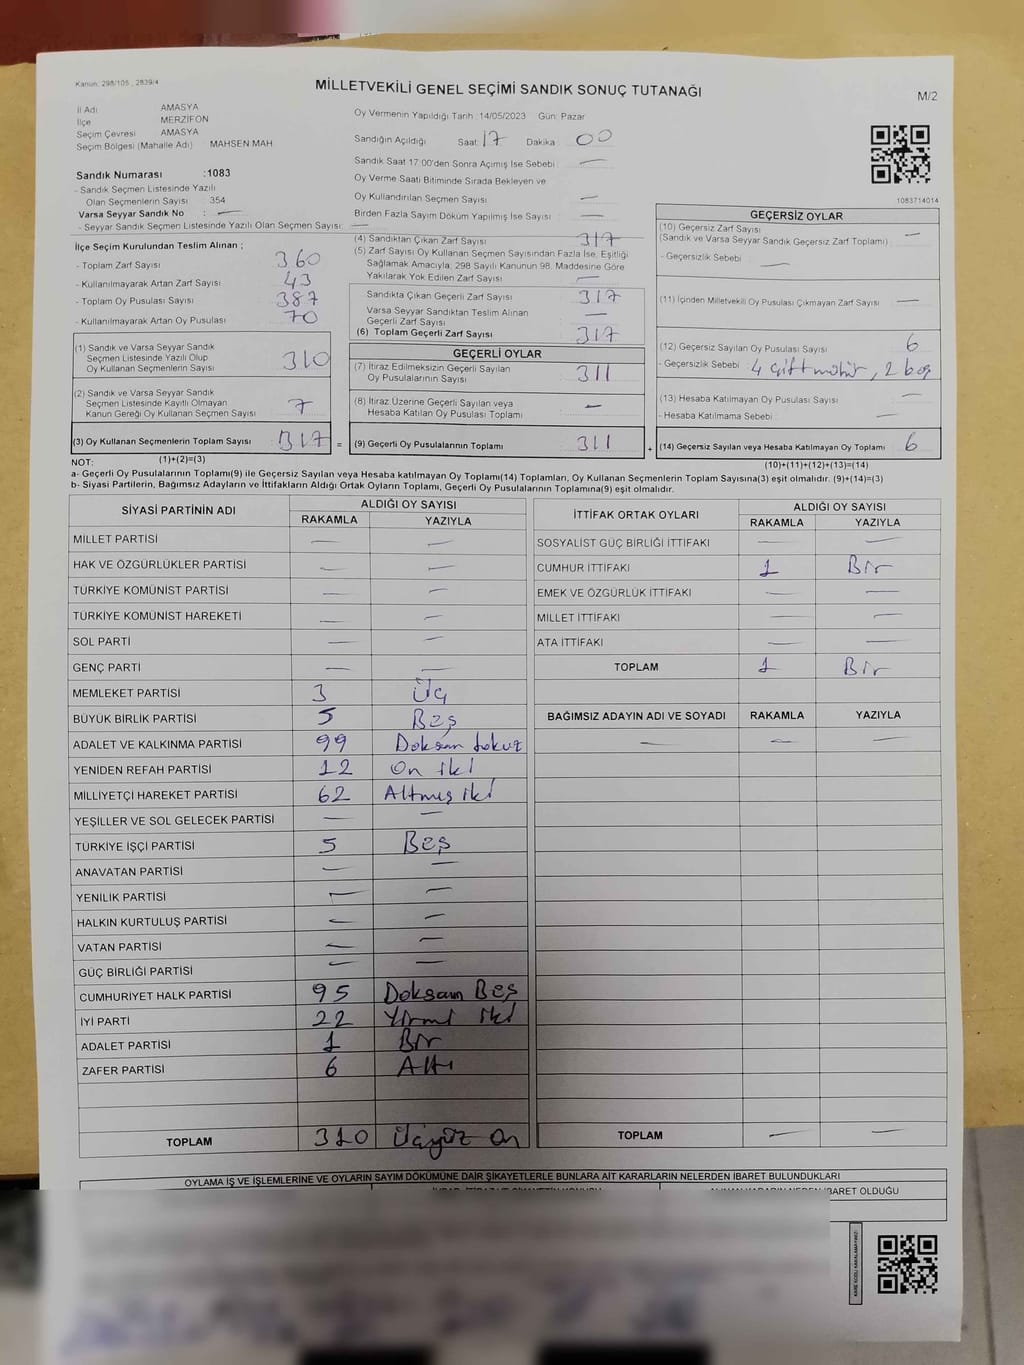 Kanun: 298/105 , 2839/4
MİLLETVEKİLİ GENEL SEÇİMİ SANDIK SONUÇ TUTANAĞI
M/2
İl Adı AMASYA
İlçe MERZİFON
Seçim Çevresi AMASYA
Seçim Bölgesi (Mahalle Adı) MAHSEN MAH
Sandık Numarası :1083
- Sandık Seçmen Listesinde Yazılı
Olan Seçmenlerin Sayısı : 354
Varsa Seyyar Sandık No : —
- Seyyar Sandık Seçmen Listesinde Yazılı Olan Seçmen Sayısı: —
Oy Vermenin Yapıldığı Tarih :14/05/2023 Gün: Pazar
Sandığın Açıldığı Saat: 17 Dakika 00
Sandık Saat 17:00'den Sonra Açımış İse Sebebi : —
Oy Verme Saati Bitiminde Sırada Bekleyen ve
Oy Kullandırılan Seçmen Sayısı : —
Birden Fazla Sayım Döküm Yapılmış İse Sayısı : —
1083714014
İlçe Seçim Kurulundan Teslim Alınan ;
- Toplam Zarf Sayısı : 360
- Kullanılmayarak Artan Zarf Sayısı : 43
- Toplam Oy Pusulası Sayısı : 387
- Kullanılmayarak Artan Oy Pusulası : 70
(1) Sandık ve Varsa Seyyar Sandık
Seçmen Listesinde Yazılı Olup
Oy Kullanan Seçmenlerin Sayısı : 310
(2) Sandık ve Varsa Seyyar Sandık
Seçmen Listesinde Kayıtlı Olmayan
Kanun Gereği Oy Kullanan Seçmen Sayısı : 7
(3) Oy Kullanan Seçmenlerin Toplam Sayısı : 317 =
(1)+(2)=(3)
(4) Sandıktan Çıkan Zarf Sayısı : 317
(5) Zarf Sayısı Oy Kullanan Seçmen Sayısından Fazla İse, Eşitliği
Sağlamak Amacıyla; 298 Sayılı Kanunun 98. Maddesine Göre
Yakılarak Yok Edilen Zarf Sayısı : —
Sandıkta Çıkan Geçerli Zarf Sayısı : 317
Varsa Seyyar Sandıktan Teslim Alınan
Geçerli Zarf Sayısı : —
(6) Toplam Geçerli Zarf Sayısı : 317
GEÇERLİ OYLAR
(7) İtiraz Edilmeksizin Geçerli Sayılan
Oy Pusulalarının Sayısı : 311
(8) İtiraz Üzerine Geçerli Sayılan veya
Hesaba Katılan Oy Pusulası Toplamı : —
(9) Geçerli Oy Pusulalarının Toplamı : 311 +
GEÇERSİZ OYLAR
(10) Geçersiz Zarf Sayısı
(Sandık ve Varsa Seyyar Sandık Geçersiz Zarf Toplamı) : —
- Geçersizlik Sebebi : —
(11) İçinden Milletvekili Oy Pusulası Çıkmayan Zarf Sayısı : —
(12) Geçersiz Sayılan Oy Pusulası Sayısı : 6
- Geçersizlik Sebebi : 4 çift mühür, 2 boş
(13) Hesaba Katılmayan Oy Pusulası Sayısı : —
- Hesaba Katılmama Sebebi : —
(14) Geçersiz Sayılan veya Hesaba Katılmayan Oy Toplamı : 6
(10)+(11)+(12)+(13)=(14)
NOT:
a- Geçerli Oy Pusulalarının Toplamı(9) ile Geçersiz Sayılan veya Hesaba katılmayan Oy Toplamı(14) Toplamları, Oy Kullanan Seçmenlerin Toplam Sayısına(3) eşit olmalıdır. (9)+(14)=(3)
b- Siyasi Partilerin, Bağımsız Adayların ve İttifakların Aldığı Ortak Oyların Toplamı, Geçerli Oy Pusulalarının Toplamına(9) eşit olmalıdır.
SİYASİ PARTİNİN ADI ALDIĞI OY SAYISI
RAKAMLA YAZIYLA
MİLLET PARTİSİ — —
HAK VE ÖZGÜRLÜKLER PARTİSİ — —
TÜRKİYE KOMÜNİST PARTİSİ — —
TÜRKİYE KOMÜNİST HAREKETİ — —
SOL PARTİ — —
GENÇ PARTİ — —
MEMLEKET PARTİSİ 3 Üç
BÜYÜK BİRLİK PARTİSİ 5 Beş
ADALET VE KALKINMA PARTİSİ 99 Doksan dokuz
YENİDEN REFAH PARTİSİ 12 On iki
MİLLİYETÇİ HAREKET PARTİSİ 62 Altmış iki
YEŞİLLER VE SOL GELECEK PARTİSİ — —
TÜRKİYE İŞÇİ PARTİSİ 5 Beş
ANAVATAN PARTİSİ — —
YENİLİK PARTİSİ — —
HALKIN KURTULUŞ PARTİSİ — —
VATAN PARTİSİ — —
GÜÇ BİRLİĞİ PARTİSİ — —
CUMHURİYET HALK PARTİSİ 95 Doksan Beş
İYİ PARTİ 22 Yirmi iki
ADALET PARTİSİ 1 Bir
ZAFER PARTİSİ 6 Altı
TOPLAM 310 Üçyüz On
İTTİFAK ORTAK OYLARI ALDIĞI OY SAYISI
RAKAMLA YAZIYLA
SOSYALİST GÜÇ BİRLİĞİ İTTİFAKI — —
CUMHUR İTTİFAKI 1 Bir
EMEK VE ÖZGÜRLÜK İTTİFAKI — —
MİLLET İTTİFAKI — —
ATA İTTİFAKI — —
TOPLAM 1 Bir
BAĞIMSIZ ADAYIN ADI VE SOYADI RAKAMLA YAZIYLA
— — —
TOPLAM — —
OYLAMA İŞ VE İŞLEMLERİNE VE OYLARIN SAYIM DÖKÜMÜNE DAİR ŞİKAYETLERLE BUNLARA AİT KARARLARIN NELERDEN İBARET BULUNDUKLARI
İBARET OLDUĞU